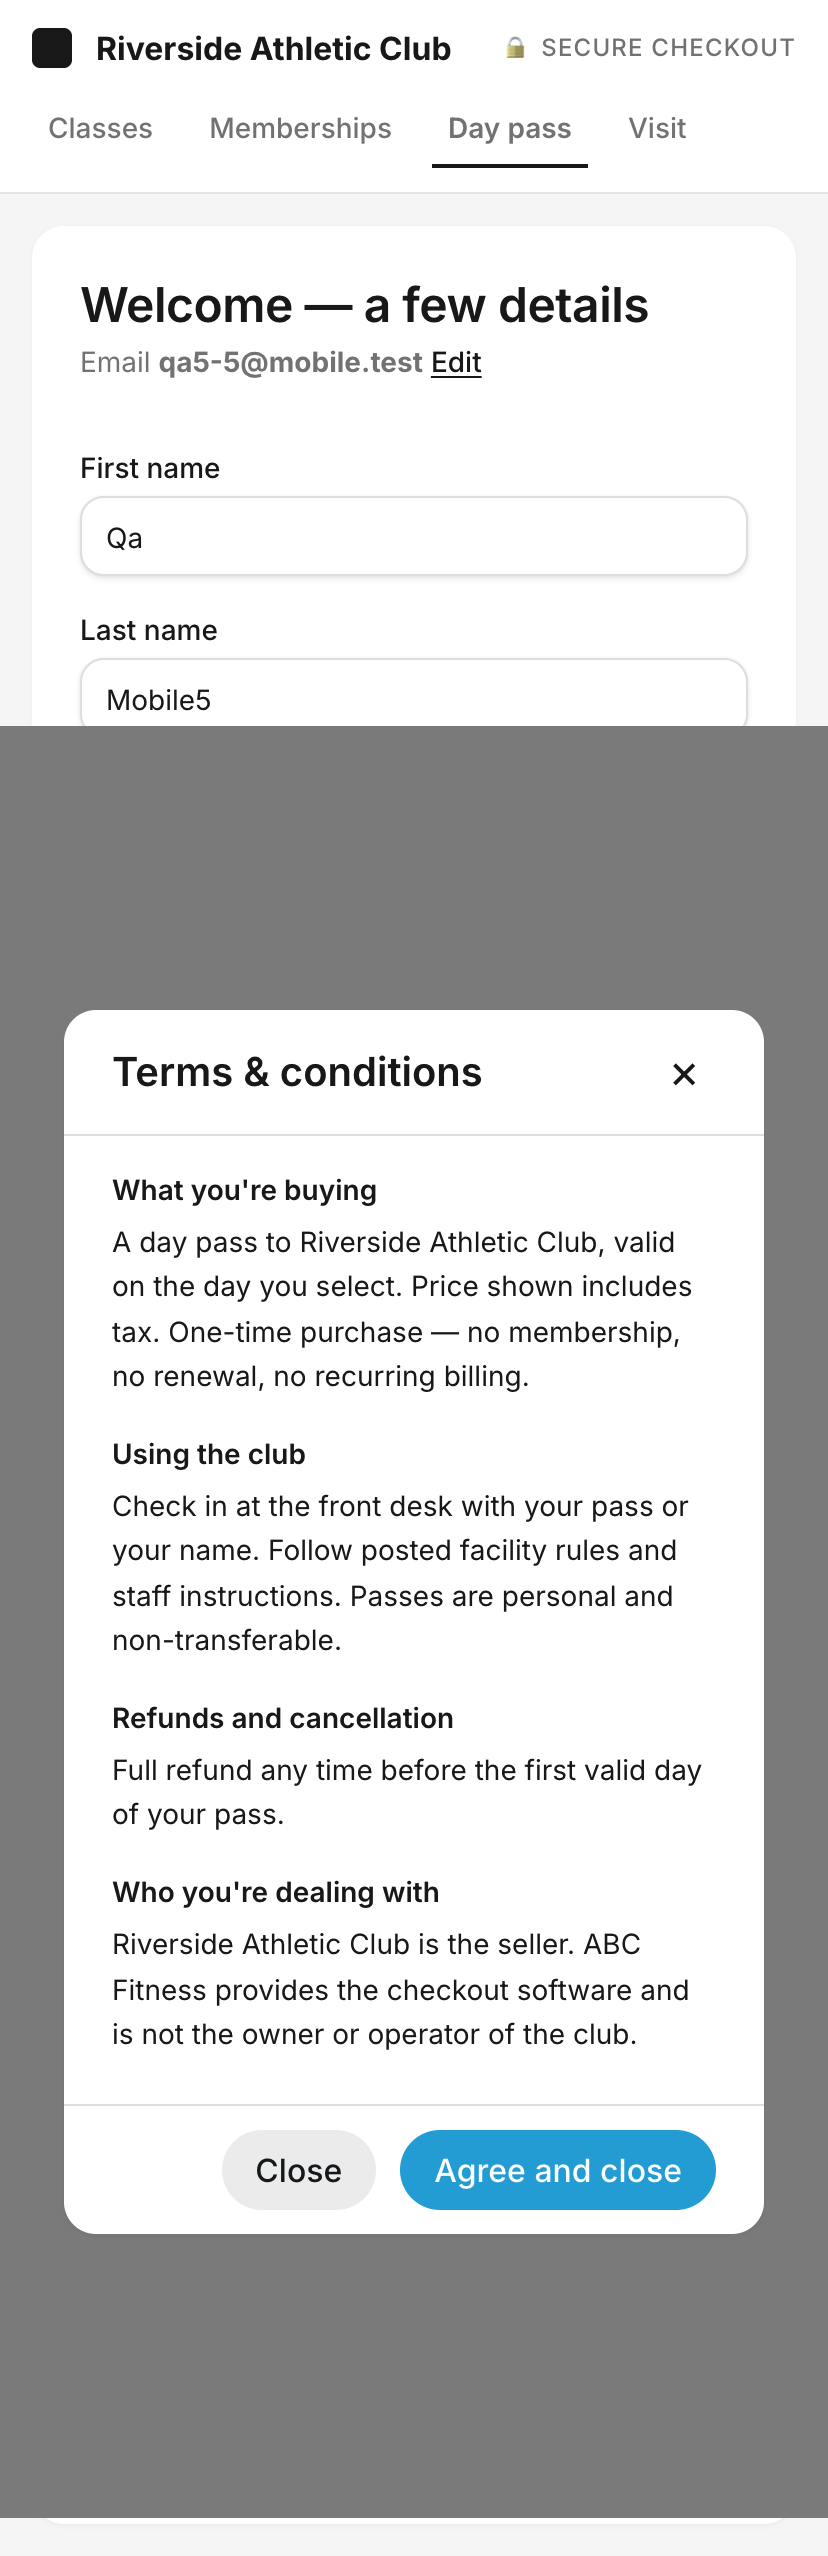 Riverside Athletic Club
SECURE CHECKOUT
Classes
Memberships
Day pass
Visit
Welcome — a few details
Email qa5-5@mobile.test Edit
First name
Qa
Last name
Mobile5
Terms & conditions
What you're buying
A day pass to Riverside Athletic Club, valid
on the day you select. Price shown includes
tax. One-time purchase — no membership,
no renewal, no recurring billing.
Using the club
Check in at the front desk with your pass or
your name. Follow posted facility rules and
staff instructions. Passes are personal and
non-transferable.
Refunds and cancellation
Full refund any time before the first valid day
of your pass.
Who you're dealing with
Riverside Athletic Club is the seller. ABC
Fitness provides the checkout software and
is not the owner or operator of the club.
Close
Agree and close